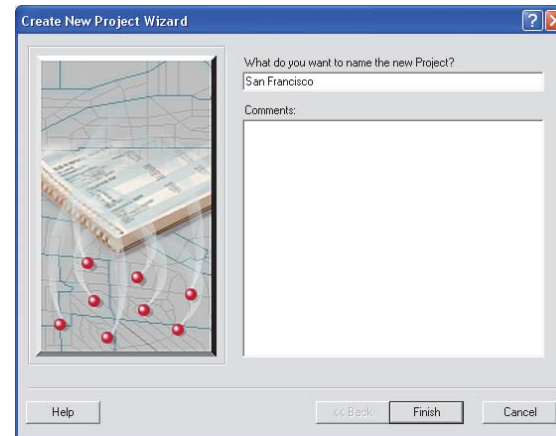 Create New Project Wizard
What do you want to name the new Project?
San Francisco
Comments:
Help
<< Back
Finish
Cancel